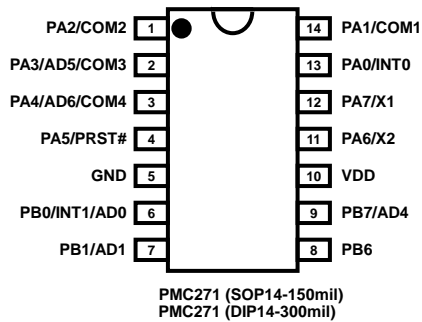 PA2/COM2 1 14 PA1/COM1
PA3/AD5/COM3 2 13 PA0/INT0
PA4/AD6/COM4 3 12 PA7/X1
PA5/PRST# 4 11 PA6/X2
GND 5 10 VDD
PB0/INT1/AD0 6 9 PB7/AD4
PB1/AD1 7 8 PB6
PMC271 (SOP14-150mil)
PMC271 (DIP14-300mil)